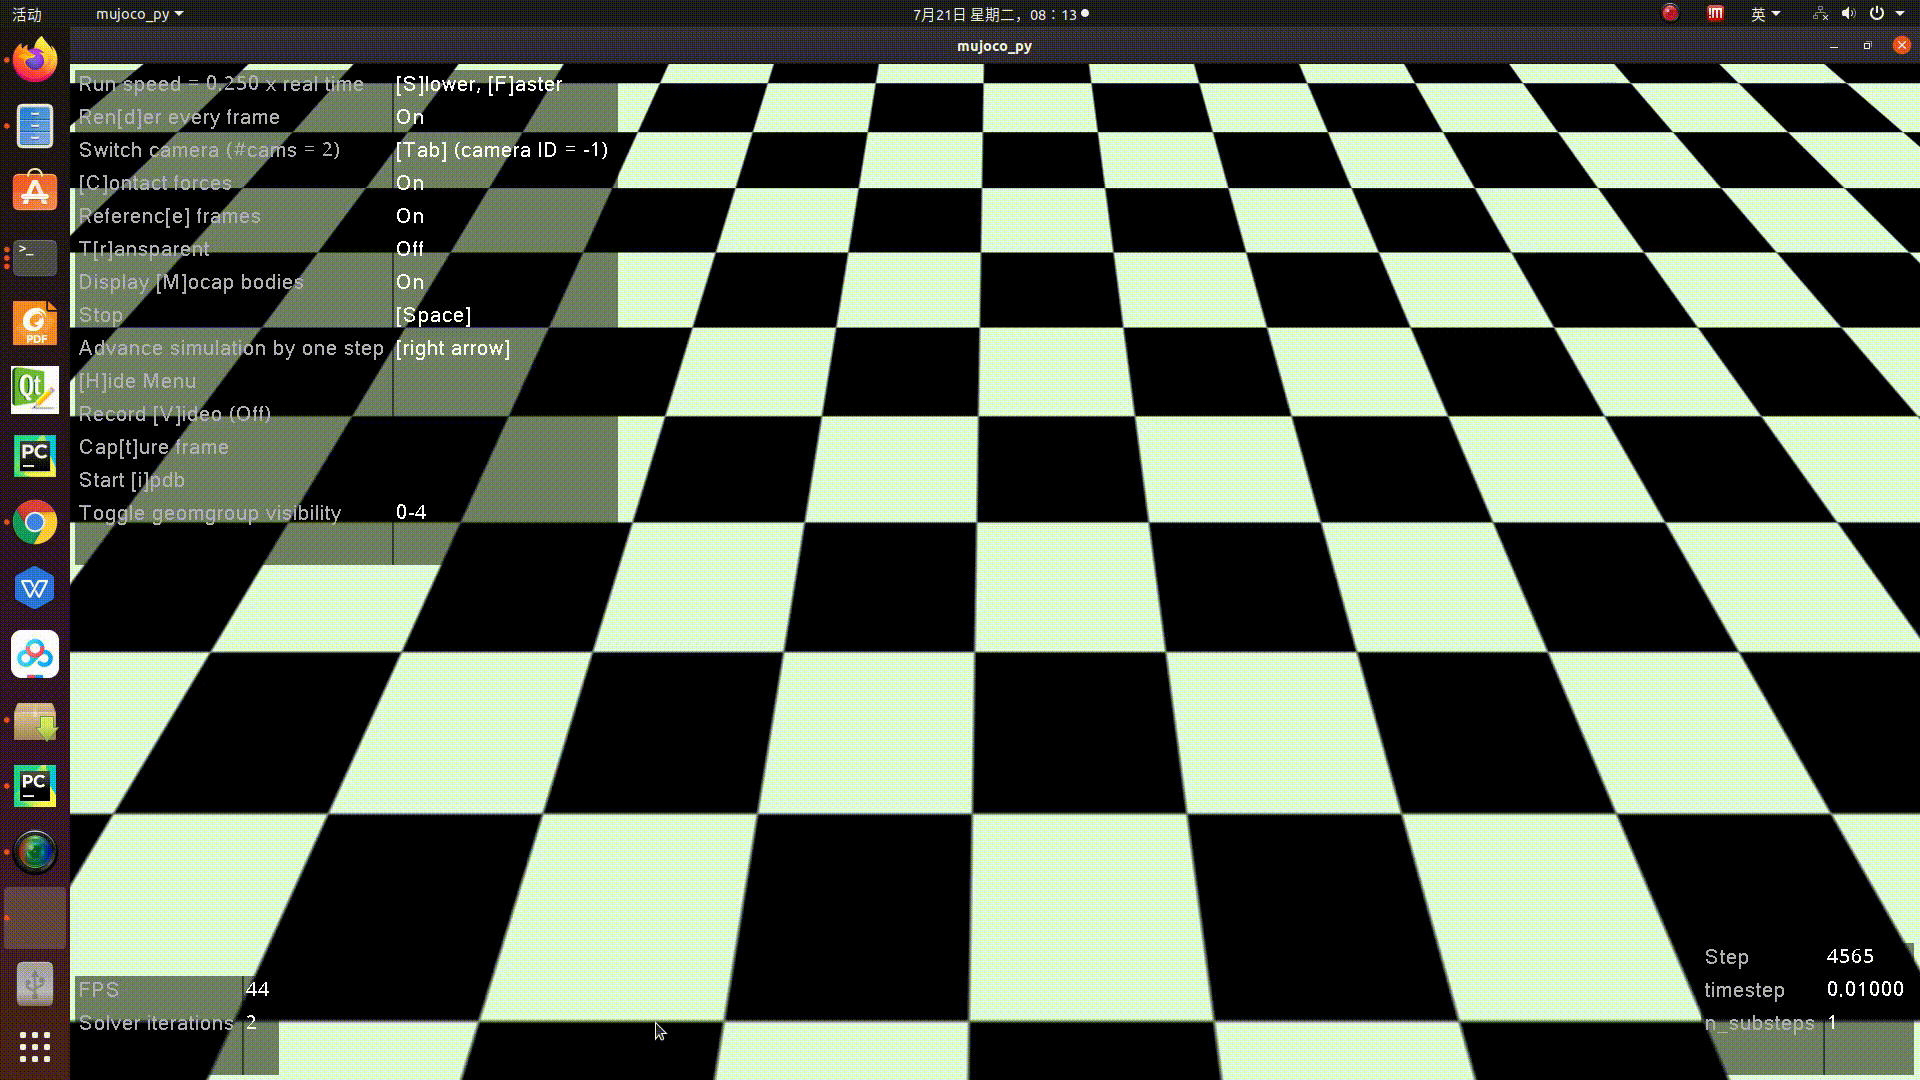 活动
mujoco_py
7月21日 星期二，08：13
英
mujoco_py
Run speed = 0.250 x real time [S]lower, [F]aster
Ren[d]er every frame On
Switch camera (#cams = 2) [Tab] (camera ID = -1)
[C]ontact forces On
Referenc[e] frames On
T[r]ansparent Off
Display [M]ocap bodies On
Stop [Space]
Advance simulation by one step [right arrow]
[H]ide Menu
Record [V]ideo (Off)
Cap[t]ure frame
Start [i]pdb
Toggle geomgroup visibility 0-4
PDF
Qt
PC
W
PC
FPS 44
Solver iterations 2
Step 4565
timestep 0.01000
n_substeps 1